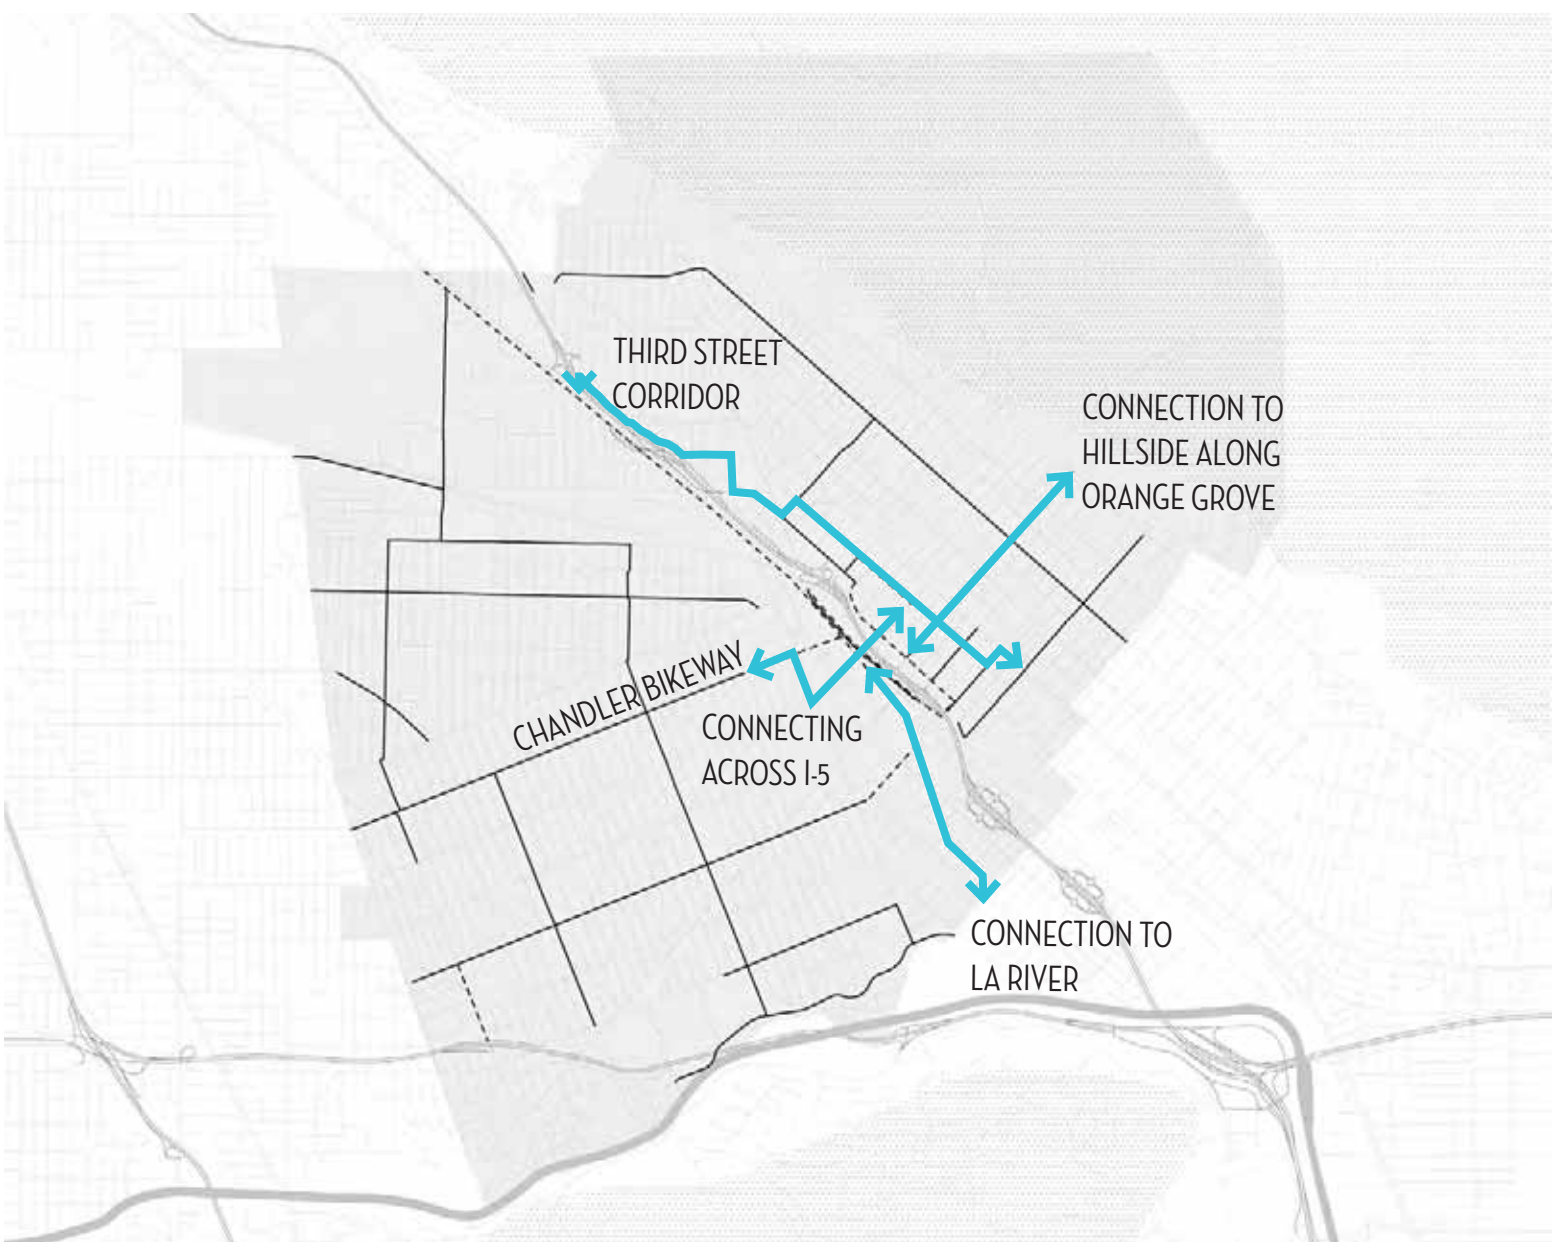 THIRD STREET
CORRIDOR
CONNECTION TO
HILLSIDE ALONG
ORANGE GROVE
CHANDLER BIKEWAY
CONNECTING
ACROSS I-5
CONNECTION TO
LA RIVER